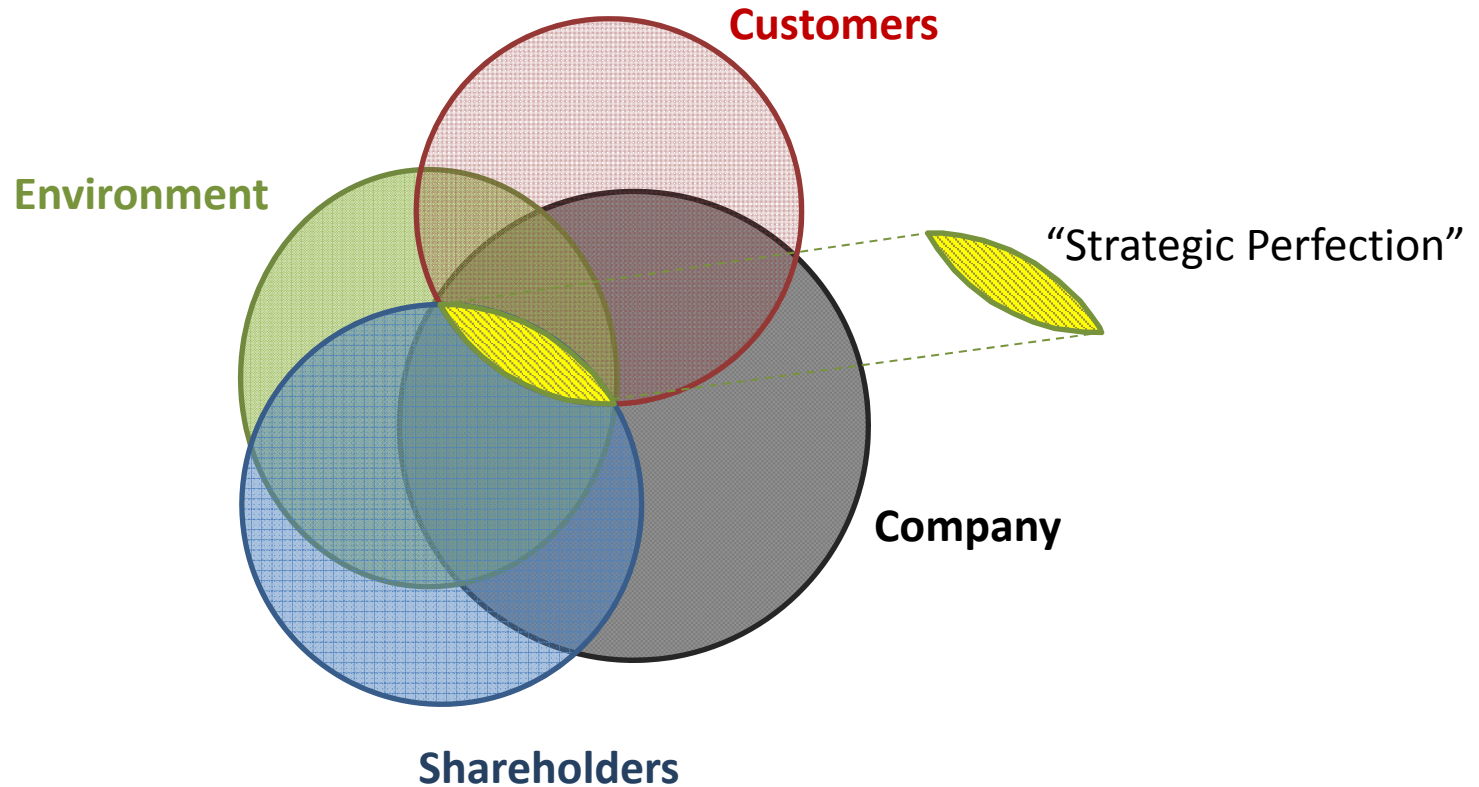 Customers
Environment
“Strategic Perfection”
Company
Shareholders